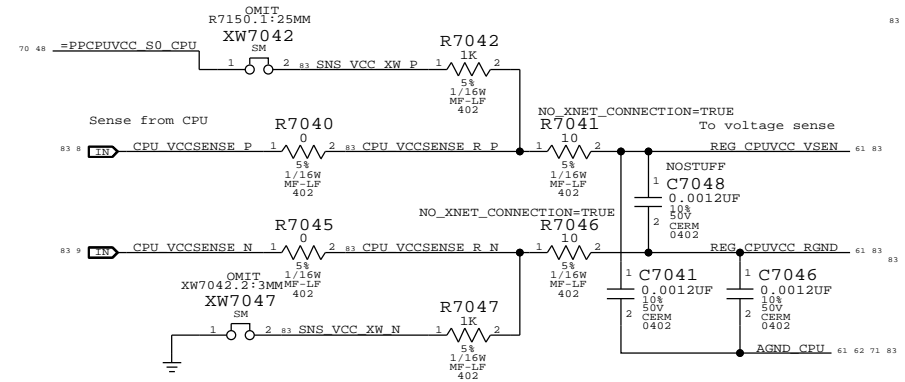 OMIT
R7150.1:25MM
83
XW7042
SM
70 48 =PPCPUVCC_S0_CPU
1 2 83 SNS_VCC_XW_P
R7042
1K
1 2
5%
1/16W
MF-LF
402
NO_XNET_CONNECTION=TRUE
Sense from CPU
R7040
0
R7041
10
To voltage sense
83 8 IN CPU_VCCSENSE_P 1 2 83 CPU_VCCSENSE_R_P 1 2 REG_CPUVCC_VSEN 61 83
5%
1/16W
MF-LF
402
5%
1/16W
MF-LF
402
NOSTUFF
1 C7048
0.0012UF
10%
50V
2 CERM
0402
NO_XNET_CONNECTION=TRUE
R7045
0
R7046
10
83 9 IN CPU_VCCSENSE_N 1 2 83 CPU_VCCSENSE_R_N 1 2 REG_CPUVCC_RGND 61 83
83
5%
1/16W
MF-LF
402
5%
1/16W
MF-LF
402
OMIT
XW7042.2:3MM
XW7047
SM
1 2 83 SNS_VCC_XW_N
R7047
1K
1 2
5%
1/16W
MF-LF
402
1 C7041
0.0012UF
10%
50V
2 CERM
0402
1 C7046
0.0012UF
10%
50V
2 CERM
0402
AGND_CPU 61 62 71 83